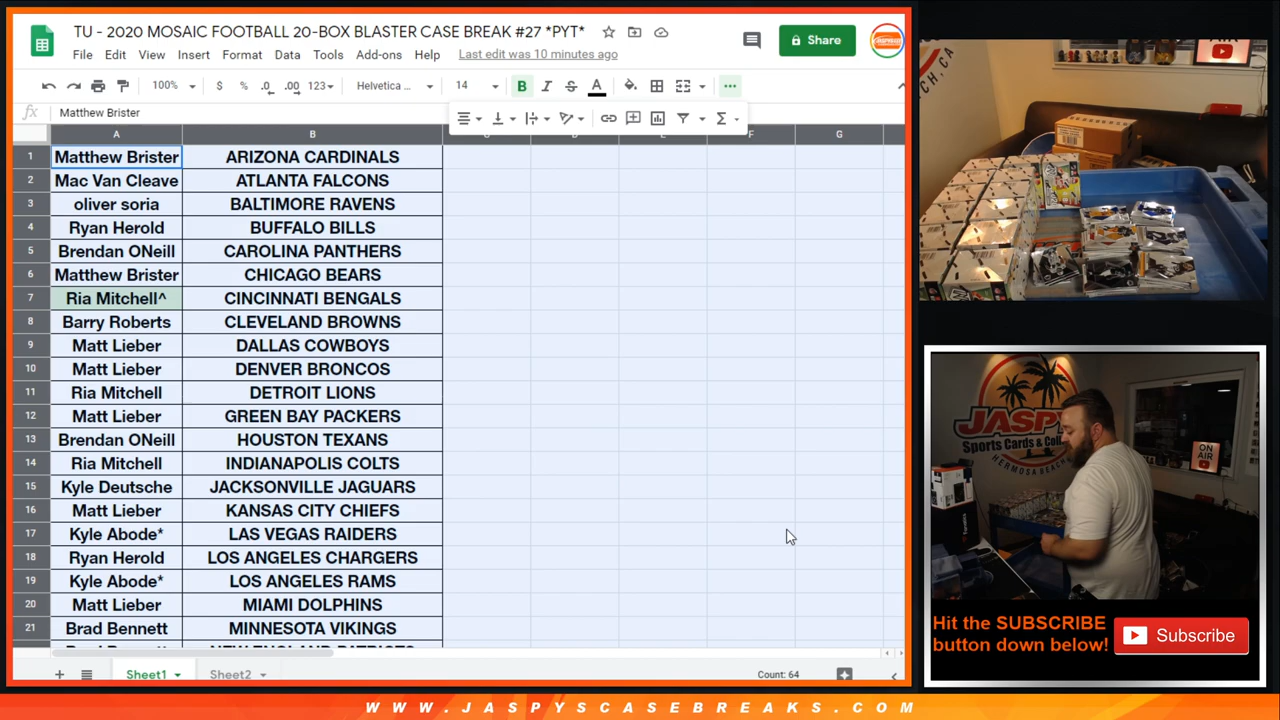 TU - 2020 MOSAIC FOOTBALL 20-BOX BLASTER CASE BREAK #27 *PYT*
File Edit View Insert Format Data Tools Add-ons Help Last edit was 10 minutes ago
Share
100% $ % .0 .00 123 Helvetica ... 14 B I S A
fx Matthew Brister
A B C D E F G
1 Matthew Brister ARIZONA CARDINALS
2 Mac Van Cleave ATLANTA FALCONS
3 oliver soria BALTIMORE RAVENS
4 Ryan Herold BUFFALO BILLS
5 Brendan ONeill CAROLINA PANTHERS
6 Matthew Brister CHICAGO BEARS
7 Ria Mitchell^ CINCINNATI BENGALS
8 Barry Roberts CLEVELAND BROWNS
9 Matt Lieber DALLAS COWBOYS
10 Matt Lieber DENVER BRONCOS
11 Ria Mitchell DETROIT LIONS
12 Matt Lieber GREEN BAY PACKERS
13 Brendan ONeill HOUSTON TEXANS
14 Ria Mitchell INDIANAPOLIS COLTS
15 Kyle Deutsche JACKSONVILLE JAGUARS
16 Matt Lieber KANSAS CITY CHIEFS
17 Kyle Abode* LAS VEGAS RAIDERS
18 Ryan Herold LOS ANGELES CHARGERS
19 Kyle Abode* LOS ANGELES RAMS
20 Matt Lieber MIAMI DOLPHINS
21 Brad Bennett MINNESOTA VIKINGS
Brad Bennett NEW ENGLAND PATRIOTS
Sheet1 Sheet2 Count: 64
JASPY
Sports Cards & Coll
HERMOSA BEACH
ON AIR
Hit the SUBSCRIBE
button down below!
Subscribe
WWW.JASPYSCASEBREAKS.COM